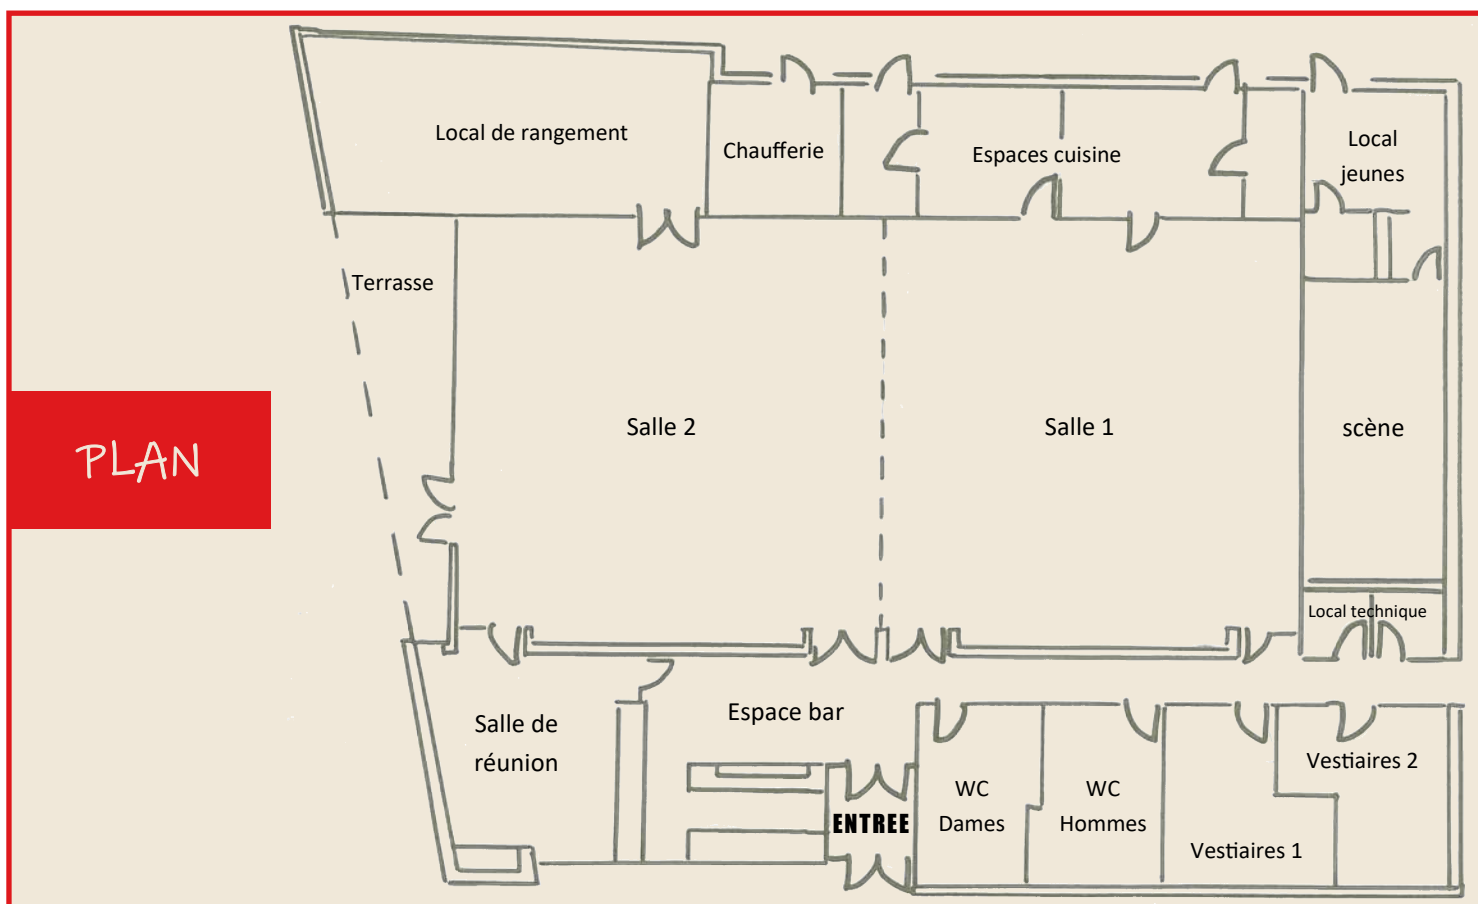 Local de rangement
Chaufferie
Espaces cuisine
Local
jeunes
Terrasse
Salle 2
Salle 1
scène
PLAN
Local technique
Salle de
réunion
Espace bar
ENTREE
WC
Dames
WC
Hommes
Vestiaires 1
Vestiaires 2